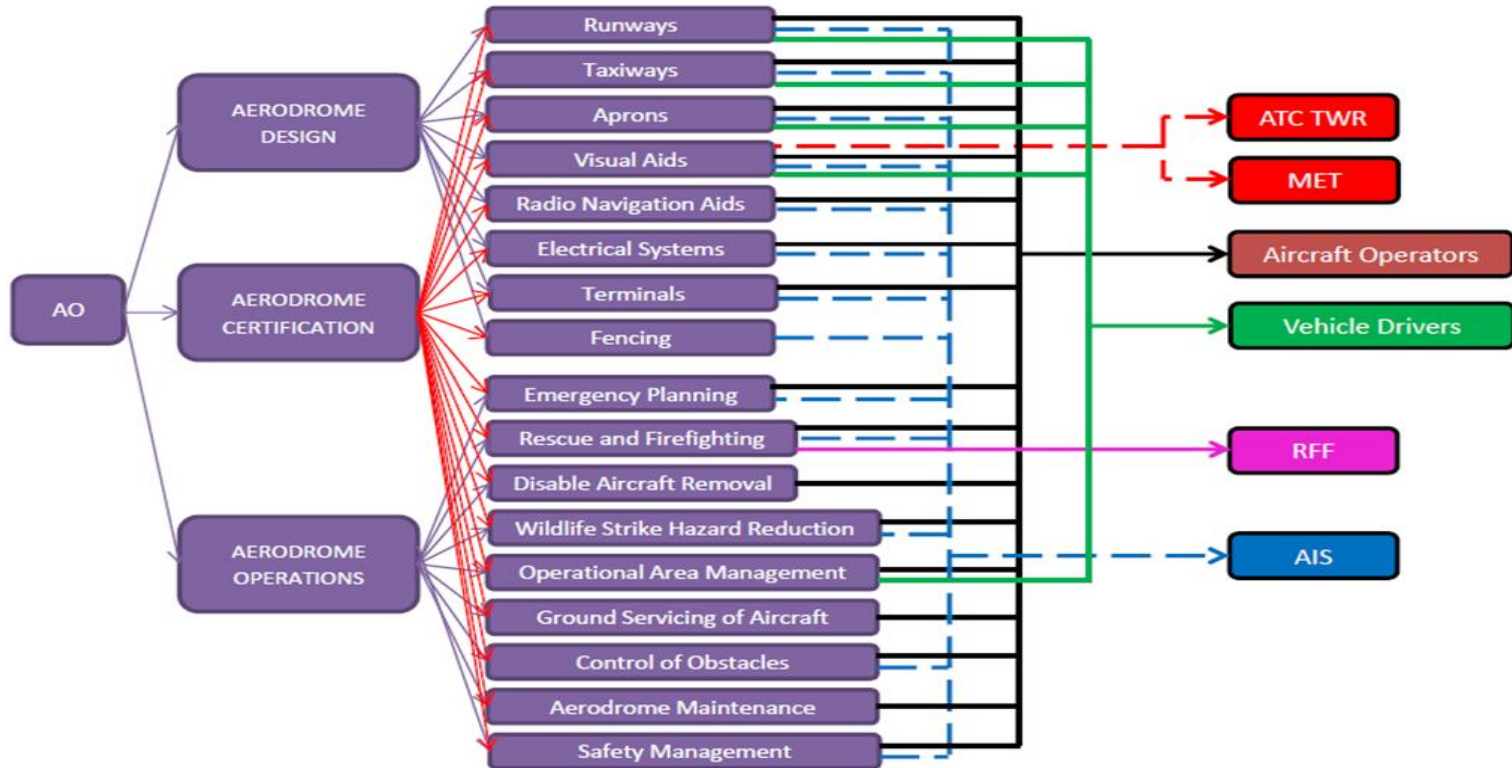 AO
AERODROME
DESIGN
AERODROME
CERTIFICATION
AERODROME
OPERATIONS
Runways
Taxiways
Aprons
Visual Aids
Radio Navigation Aids
Electrical Systems
Terminals
Fencing
Emergency Planning
Rescue and Firefighting
Disable Aircraft Removal
Wildlife Strike Hazard Reduction
Operational Area Management
Ground Servicing of Aircraft
Control of Obstacles
Aerodrome Maintenance
Safety Management
ATC TWR
MET
Aircraft Operators
Vehicle Drivers
RFF
AIS